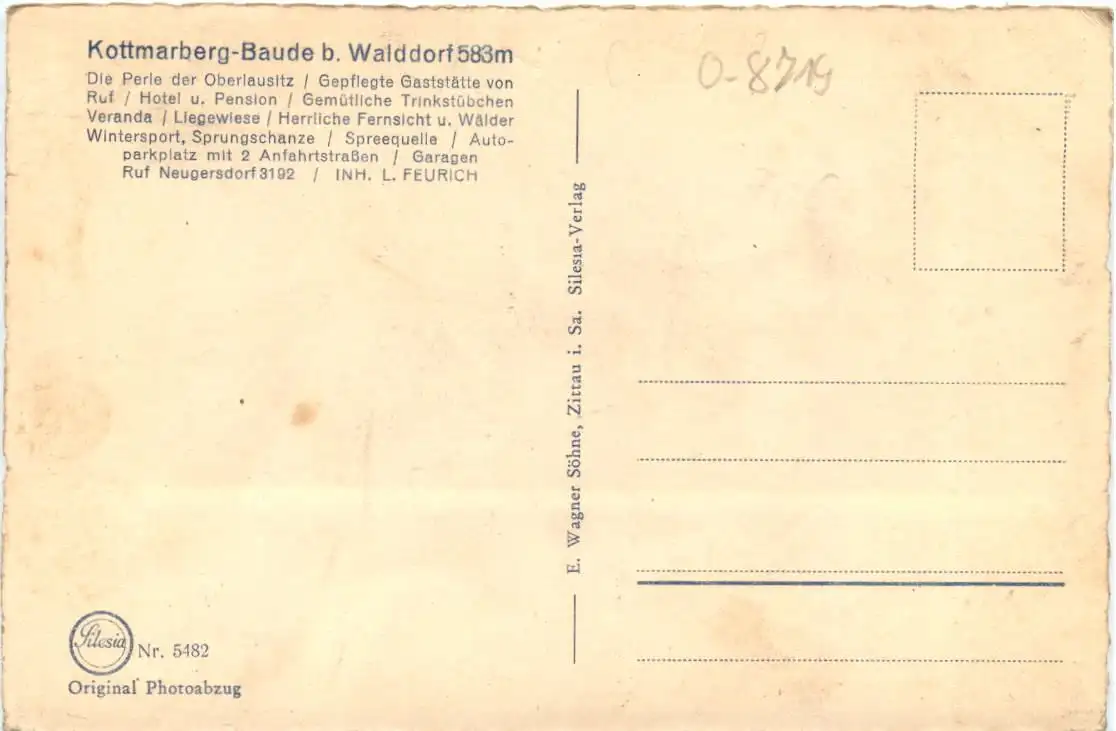 Kottmarberg-Baude b. Walddorf 583m
Die Perle der Oberlausitz / Gepflegte Gaststätte von
Ruf / Hotel u. Pension / Gemütliche Trinkstübchen
Veranda / Liegewiese / Herrliche Fernsicht u. Wälder
Wintersport, Sprungschanze / Spreequelle / Auto-
parkplatz mit 2 Anfahrtstraßen / Garagen
Ruf Neugersdorf 3192 / INH. L. FEURICH
O-8719
E. Wagner Söhne, Zittau i. Sa. Silesia-Verlag
Silesia
Nr. 5482
Original Photoabzug